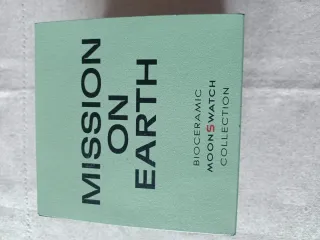 MISSION
ON
EARTH
BIOCERAMIC
MOONSWATCH
COLLECTION